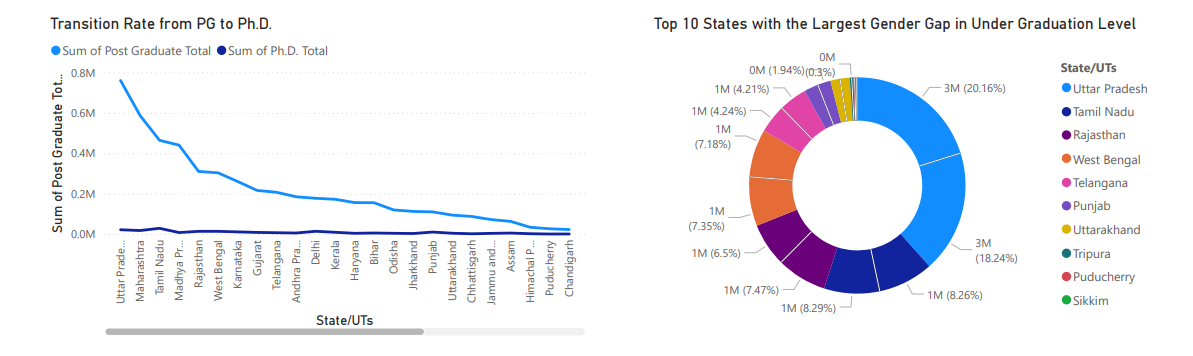 Transition Rate from PG to Ph.D.
Sum of Post Graduate Total Sum of Ph.D. Total
Sum of Post Graduate Tot...
0.8M
0.6M
0.4M
0.2M
0.0M
Uttar Prade...
Maharashtra
Tamil Nadu
Madhya Pr...
Rajasthan
West Bengal
Karnataka
Gujarat
Telangana
Andhra Pra...
Delhi
Kerala
Haryana
Bihar
Odisha
Jharkhand
Punjab
Uttarakhand
Chhattisgarh
Jammu and...
Assam
Himachal P...
Puducherry
Chandigarh
State/UTs
Top 10 States with the Largest Gender Gap in Under Graduation Level
0M
(0.3%)
0M (1.94%)
1M (4.21%)
1M (4.24%)
1M
(7.18%)
1M
(7.35%)
1M (6.5%)
1M (7.47%)
1M (8.29%)
1M (8.26%)
3M
(18.24%)
3M (20.16%)
State/UTs
Uttar Pradesh
Tamil Nadu
Rajasthan
West Bengal
Telangana
Punjab
Uttarakhand
Tripura
Puducherry
Sikkim